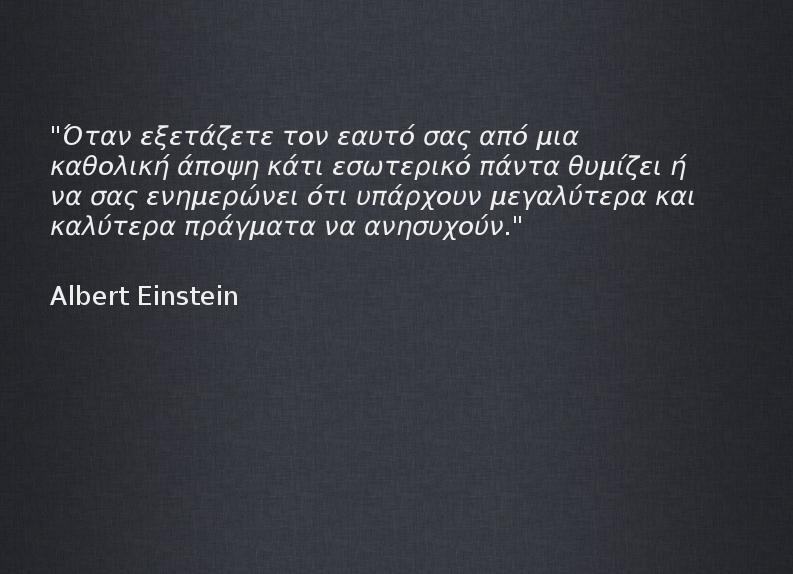 "Όταν εξετάζετε τον εαυτό σας από μια
καθολική άποψη κάτι εσωτερικό πάντα θυμίζει ή
να σας ενημερώνει ότι υπάρχουν μεγαλύτερα και
καλύτερα πράγματα να ανησυχούν."
Albert Einstein